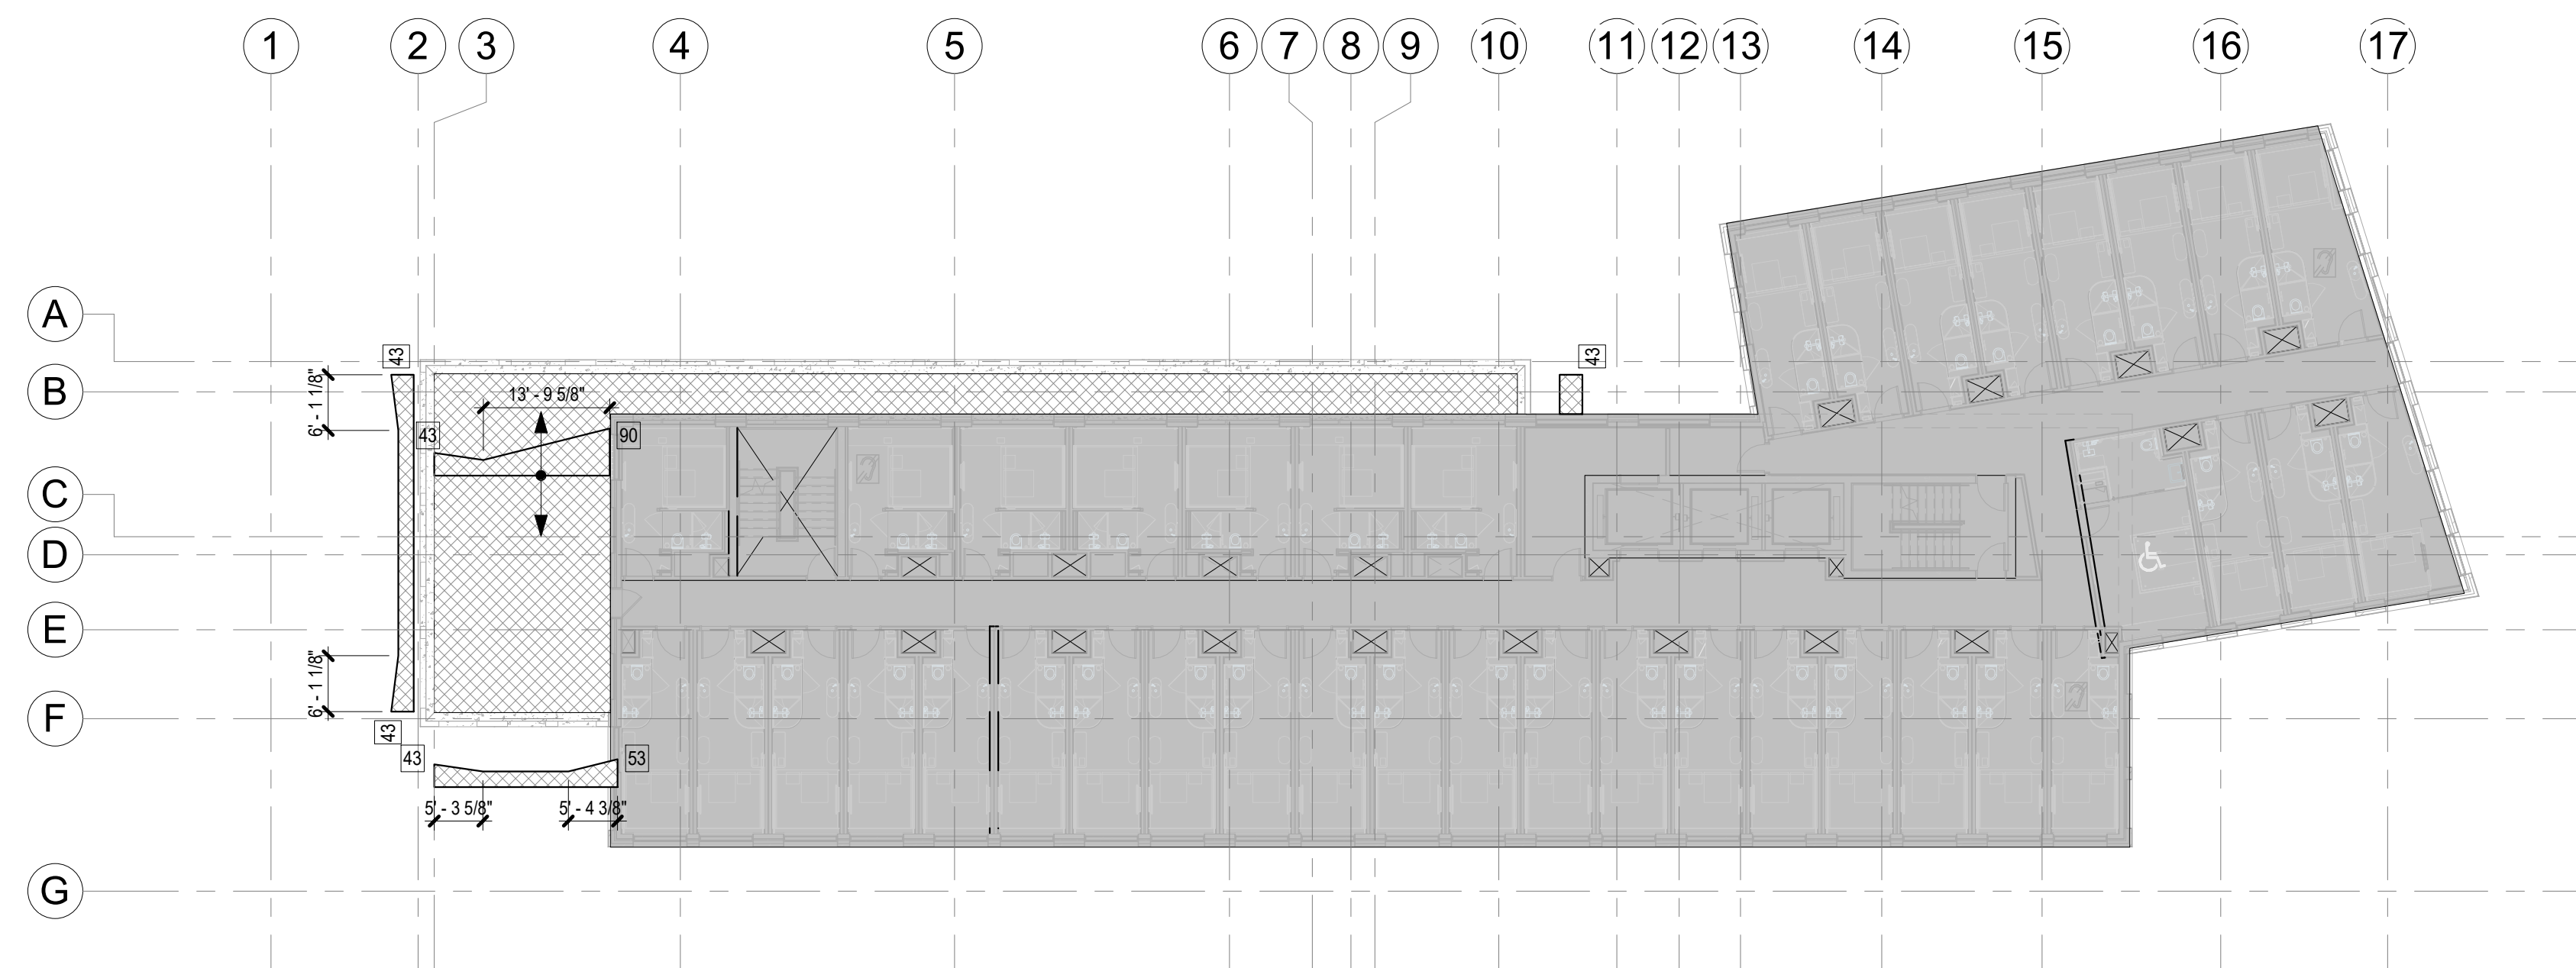 1 2 3 4 5 6 7 8 9 10 11 12 13 14 15 16 17
A
43 43
B
13' - 9 5/8"
6' - 1 1/8"
43 90
C
D
E
6' - 1 1/8"
F
43
43 53
5' - 3 5/8" 5' - 4 3/8"
G